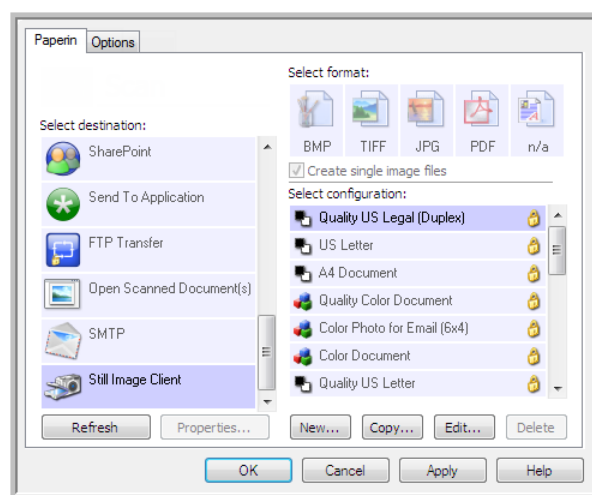 Paperin Options
Select format:
BMP TIFF JPG PDF n/a
Create single image files
Select destination:
SharePoint
Send To Application
FTP Transfer
Open Scanned Document(s)
SMTP
Still Image Client
Select configuration:
Quality US Legal (Duplex)
US Letter
A4 Document
Quality Color Document
Color Photo for Email (6x4)
Color Document
Quality US Letter
Refresh Properties... New... Copy... Edit... Delete
OK Cancel Apply Help